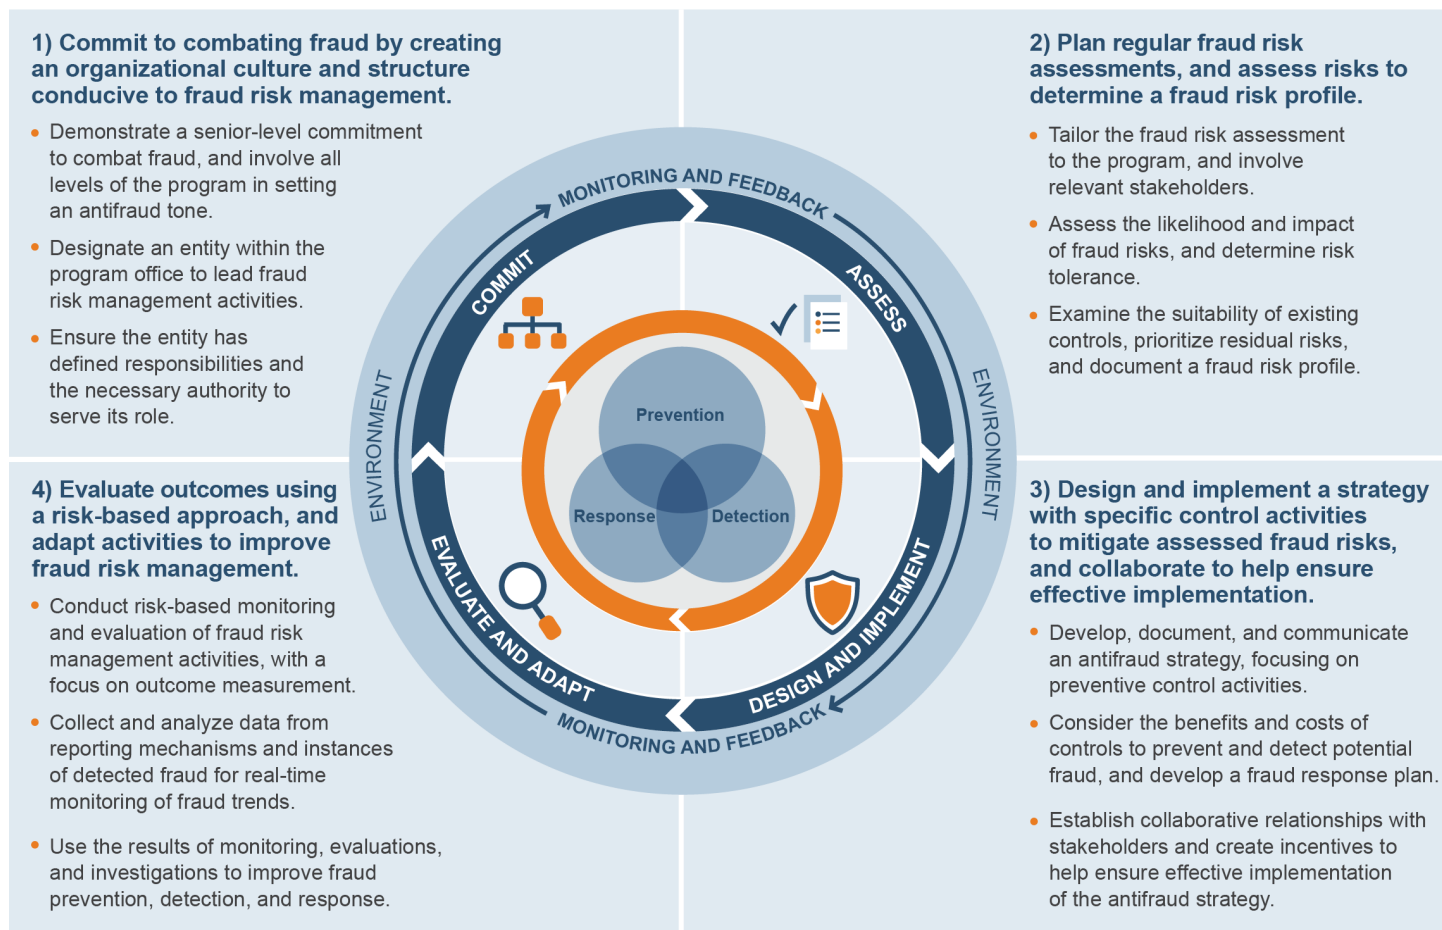 1) Commit to combating fraud by creating
an organizational culture and structure
conducive to fraud risk management.
• Demonstrate a senior-level commitment
to combat fraud, and involve all
levels of the program in setting
an antifraud tone.
• Designate an entity within the
program office to lead fraud
risk management activities.
• Ensure the entity has
defined responsibilities and
the necessary authority to
serve its role.
2) Plan regular fraud risk
assessments, and assess risks to
determine a fraud risk profile.
• Tailor the fraud risk assessment
to the program, and involve
relevant stakeholders.
• Assess the likelihood and impact
of fraud risks, and determine risk
tolerance.
• Examine the suitability of existing
controls, prioritize residual risks,
and document a fraud risk profile.
MONITORING AND FEEDBACK
COMMIT
ASSESS
ENVIRONMENT
ENVIRONMENT
Prevention
Response
Detection
EVALUATE AND ADAPT
DESIGN AND IMPLEMENT
MONITORING AND FEEDBACK
4) Evaluate outcomes using
a risk-based approach, and
adapt activities to improve
fraud risk management.
• Conduct risk-based monitoring
and evaluation of fraud risk
management activities, with a
focus on outcome measurement.
• Collect and analyze data from
reporting mechanisms and instances
of detected fraud for real-time
monitoring of fraud trends.
• Use the results of monitoring, evaluations,
and investigations to improve fraud
prevention, detection, and response.
3) Design and implement a strategy
with specific control activities
to mitigate assessed fraud risks,
and collaborate to help ensure
effective implementation.
• Develop, document, and communicate
an antifraud strategy, focusing on
preventive control activities.
• Consider the benefits and costs of
controls to prevent and detect potential
fraud, and develop a fraud response plan.
• Establish collaborative relationships with
stakeholders and create incentives to
help ensure effective implementation
of the antifraud strategy.